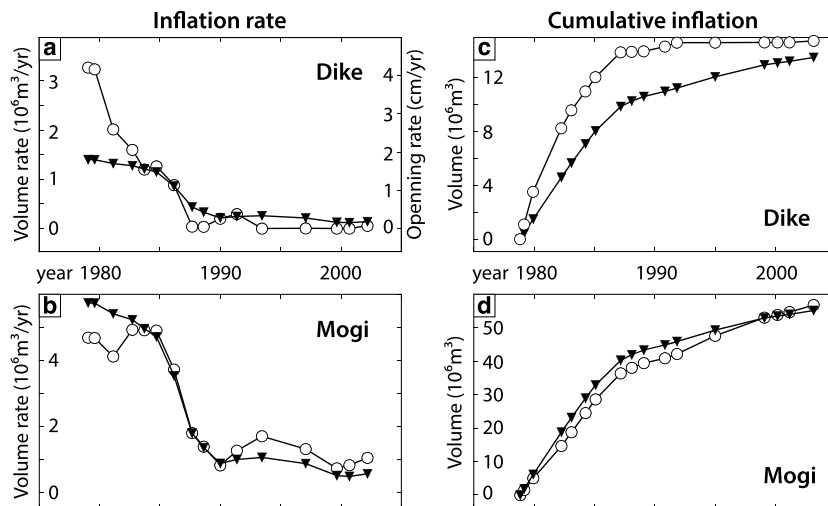 Inflation rate
Cumulative inflation
a
Dike
Volume rate (10⁶m³/yr)
3
2
1
0
Openning rate (cm/yr)
4
3
2
1
0
c
Dike
Volume (10⁶m³)
12
8
4
0
year 1980 1990 2000
year 1980 1990 2000
b
Mogi
Volume rate (10⁶m³/yr)
4
2
0
d
Mogi
Volume (10⁶m³)
50
40
30
20
10
0